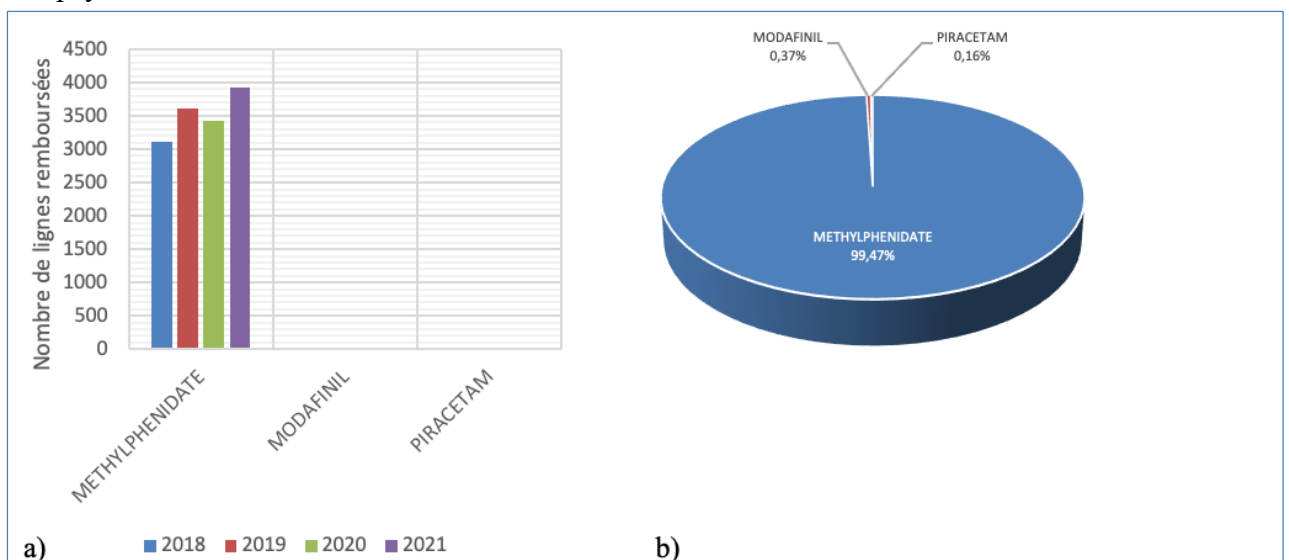 4500
4000
3500
3000
2500
2000
1500
1000
500
0
Nombre de lignes remboursées
METHYLPHENIDATE
MODAFINIL
PIRACETAM
2018 2019 2020 2021
a)
MODAFINIL
0,37%
PIRACETAM
0,16%
METHYLPHENIDATE
99,47%
b)